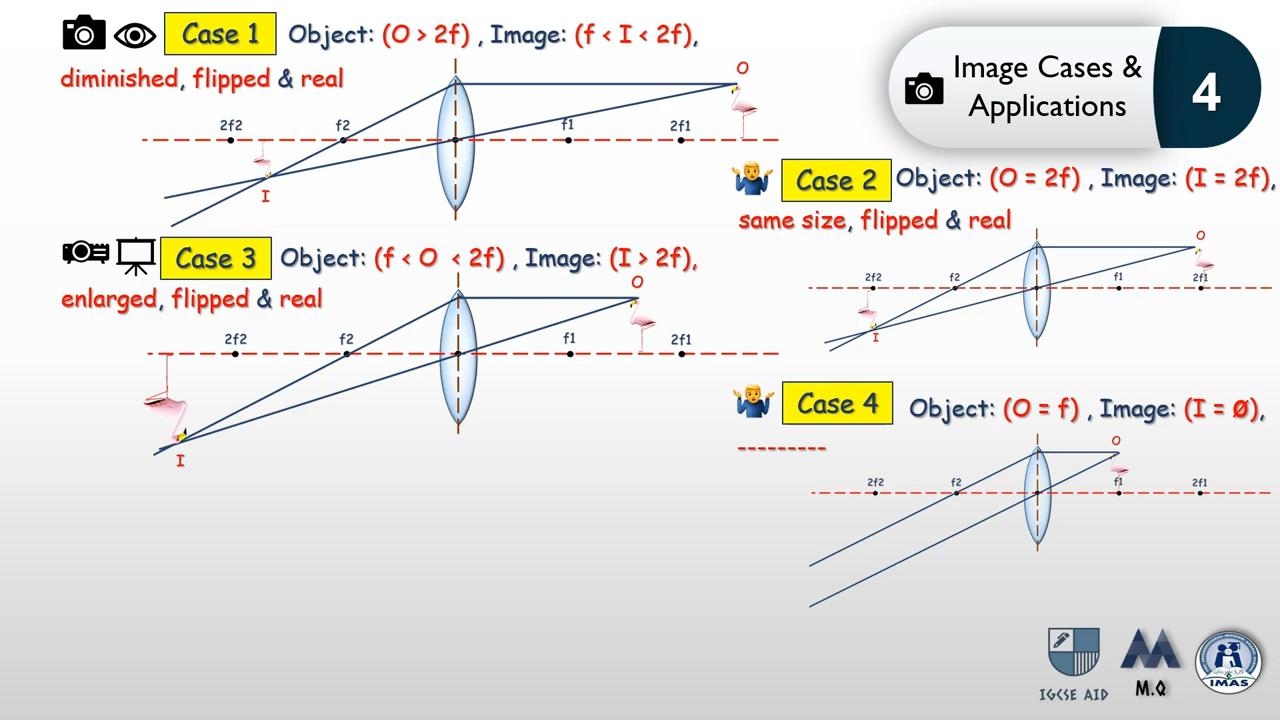 Case 1 Object: (O > 2f) , Image: (f < I < 2f),
diminished, flipped & real
O
2f2 f2 f1 2f1
I
Image Cases &
Applications
4
Case 2 Object: (O = 2f) , Image: (I = 2f),
same size, flipped & real
O
2f2 f2 f1 2f1
I
Case 3 Object: (f < O < 2f) , Image: (I > 2f),
enlarged, flipped & real
O
2f2 f2 f1 2f1
I
Case 4 Object: (O = f) , Image: (I = ø),
---------
O
2f2 f2 f1 2f1
IGCSE AID
M.Q
IMAS